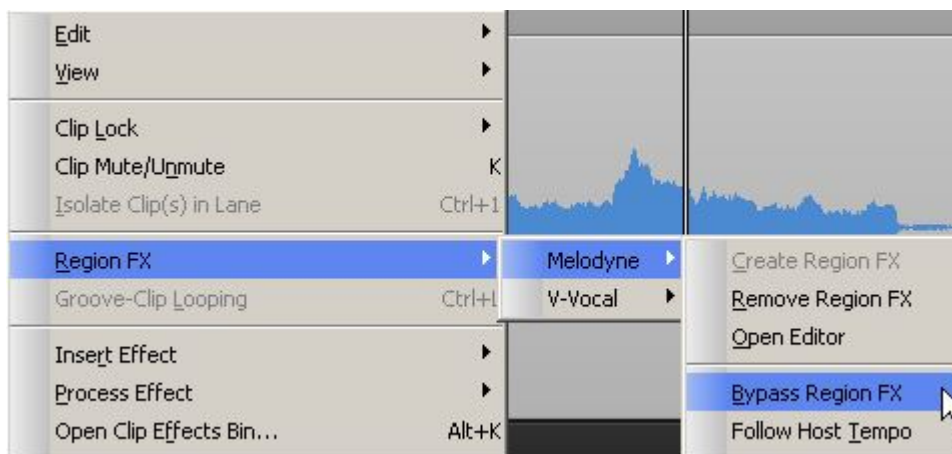 Edit
View
Clip Lock
Clip Mute/Unmute K
Isolate Clip(s) in Lane Ctrl+1
Region FX
Groove-Clip Looping Ctrl+L
Insert Effect
Process Effect
Open Clip Effects Bin... Alt+K
Melodyne
V-Vocal
Create Region FX
Remove Region FX
Open Editor
Bypass Region FX
Follow Host Tempo